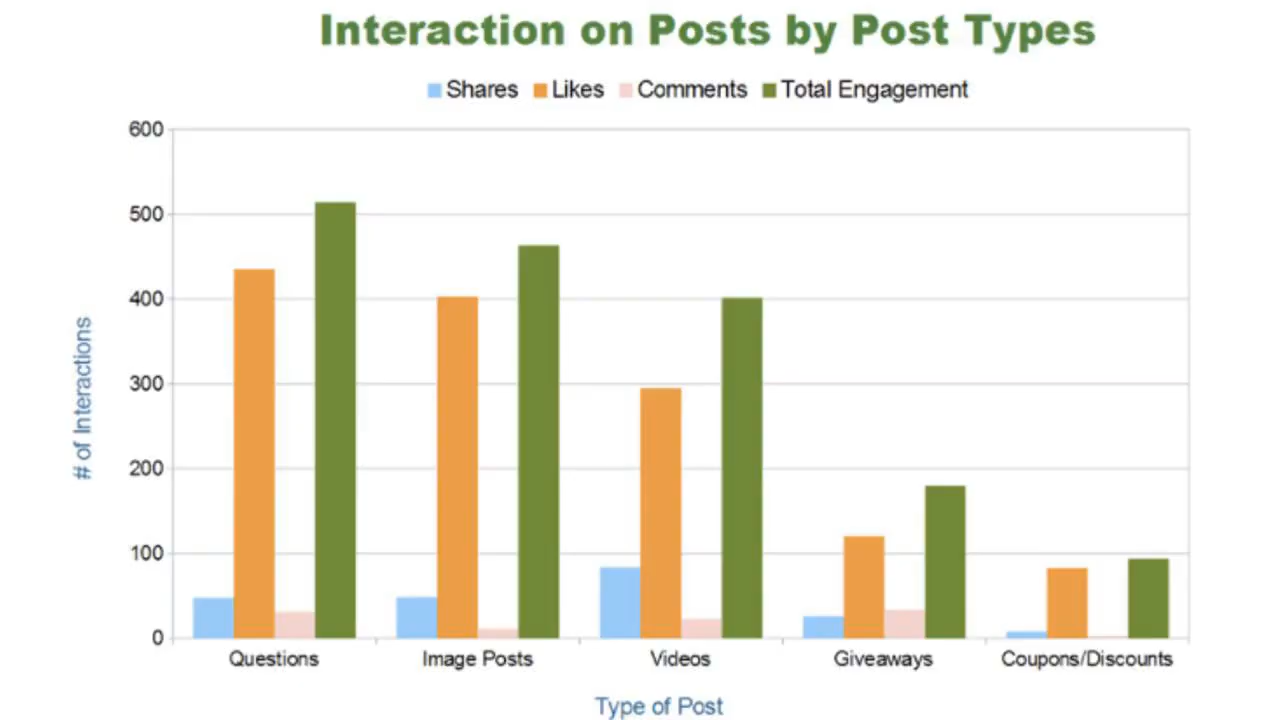 Interaction on Posts by Post Types
Shares Likes Comments Total Engagement
600
500
400
300
200
100
0
# of Interactions
Questions Image Posts Videos Giveaways Coupons/Discounts
Type of Post